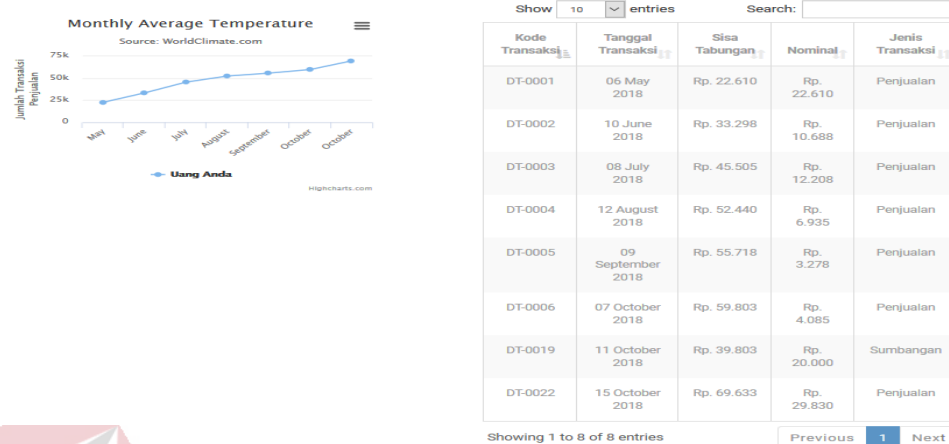 Monthly Average Temperature
Source: WorldClimate.com
Jumlah Transaksi
Penjualan
75k
50k
25k
0
May
June
July
August
September
October
October
Uang Anda
Highcharts.com
Show 10 entries Search:
Kode Transaksi Tanggal Transaksi Sisa Tabungan Nominal Jenis Transaksi
DT-0001 06 May 2018 Rp. 22.610 Rp. 22.610 Penjualan
DT-0002 10 June 2018 Rp. 33.298 Rp. 10.688 Penjualan
DT-0003 08 July 2018 Rp. 45.505 Rp. 12.208 Penjualan
DT-0004 12 August 2018 Rp. 52.440 Rp. 6.935 Penjualan
DT-0005 09 September 2018 Rp. 55.718 Rp. 3.278 Penjualan
DT-0006 07 October 2018 Rp. 59.803 Rp. 4.085 Penjualan
DT-0019 11 October 2018 Rp. 39.803 Rp. 20.000 Sumbangan
DT-0022 15 October 2018 Rp. 69.633 Rp. 29.830 Penjualan
Showing 1 to 8 of 8 entries Previous 1 Next